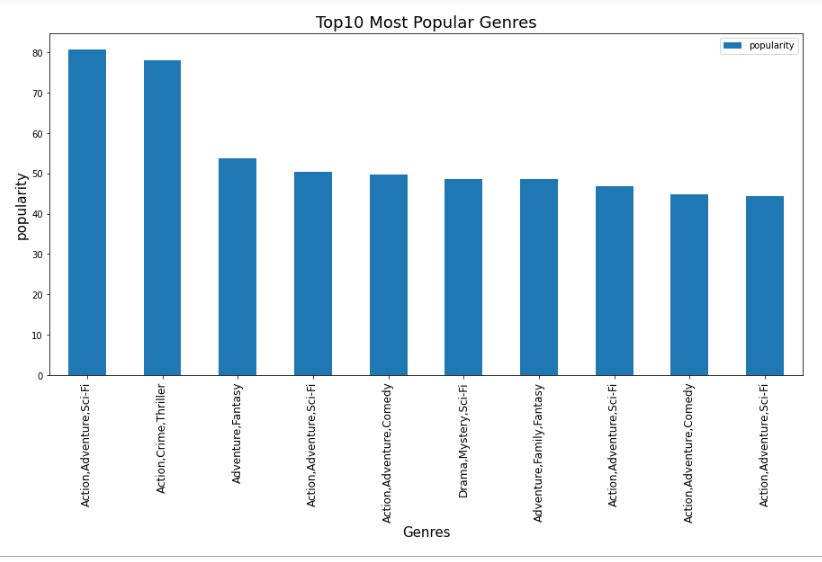 Top10 Most Popular Genres
popularity
80
70
60
50
40
30
20
10
0
popularity
Action,Adventure,Sci-Fi
Action,Crime,Thriller
Adventure,Fantasy
Action,Adventure,Sci-Fi
Action,Adventure,Comedy
Drama,Mystery,Sci-Fi
Adventure,Family,Fantasy
Action,Adventure,Sci-Fi
Action,Adventure,Comedy
Action,Adventure,Sci-Fi
Genres